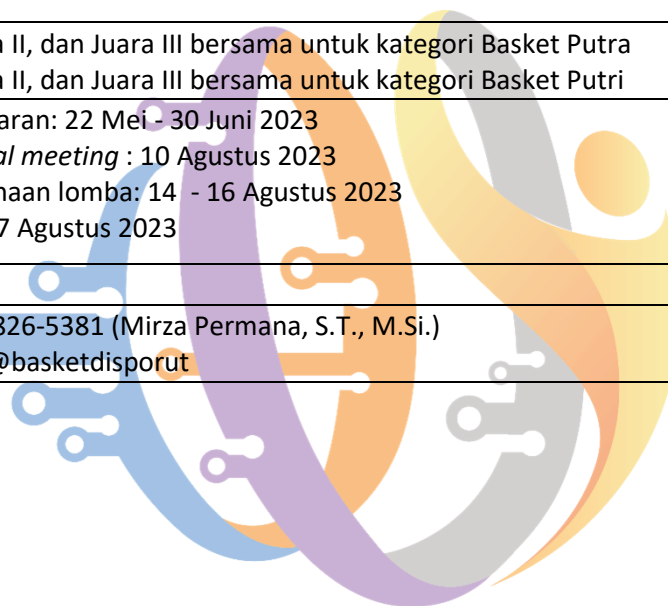 a II, dan Juara III bersama untuk kategori Basket Putra
a II, dan Juara III bersama untuk kategori Basket Putri
aran: 22 Mei - 30 Juni 2023
al meeting : 10 Agustus 2023
naan lomba: 14 - 16 Agustus 2023
7 Agustus 2023
826-5381 (Mirza Permana, S.T., M.Si.)
@basketdisporut